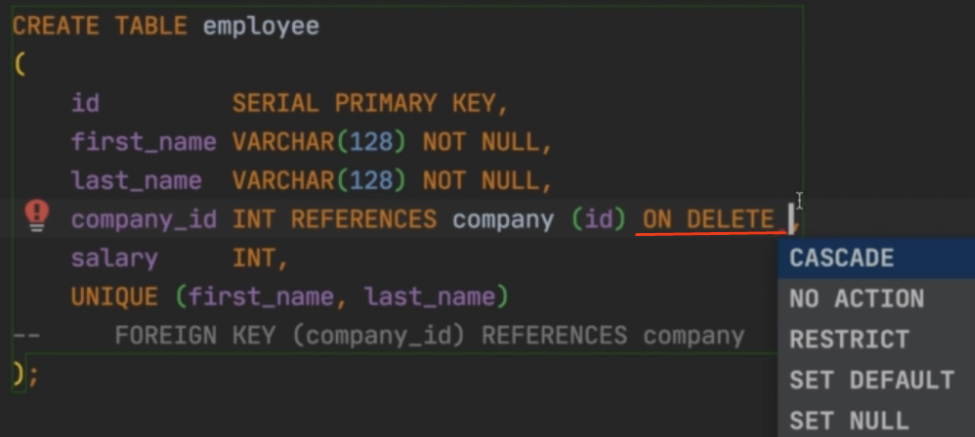 CREATE TABLE employee
(
id SERIAL PRIMARY KEY,
first_name VARCHAR(128) NOT NULL,
last_name VARCHAR(128) NOT NULL,
company_id INT REFERENCES company (id) ON DELETE ,
salary INT,
UNIQUE (first_name, last_name)
-- FOREIGN KEY (company_id) REFERENCES company
);
CASCADE
NO ACTION
RESTRICT
SET DEFAULT
SET NULL